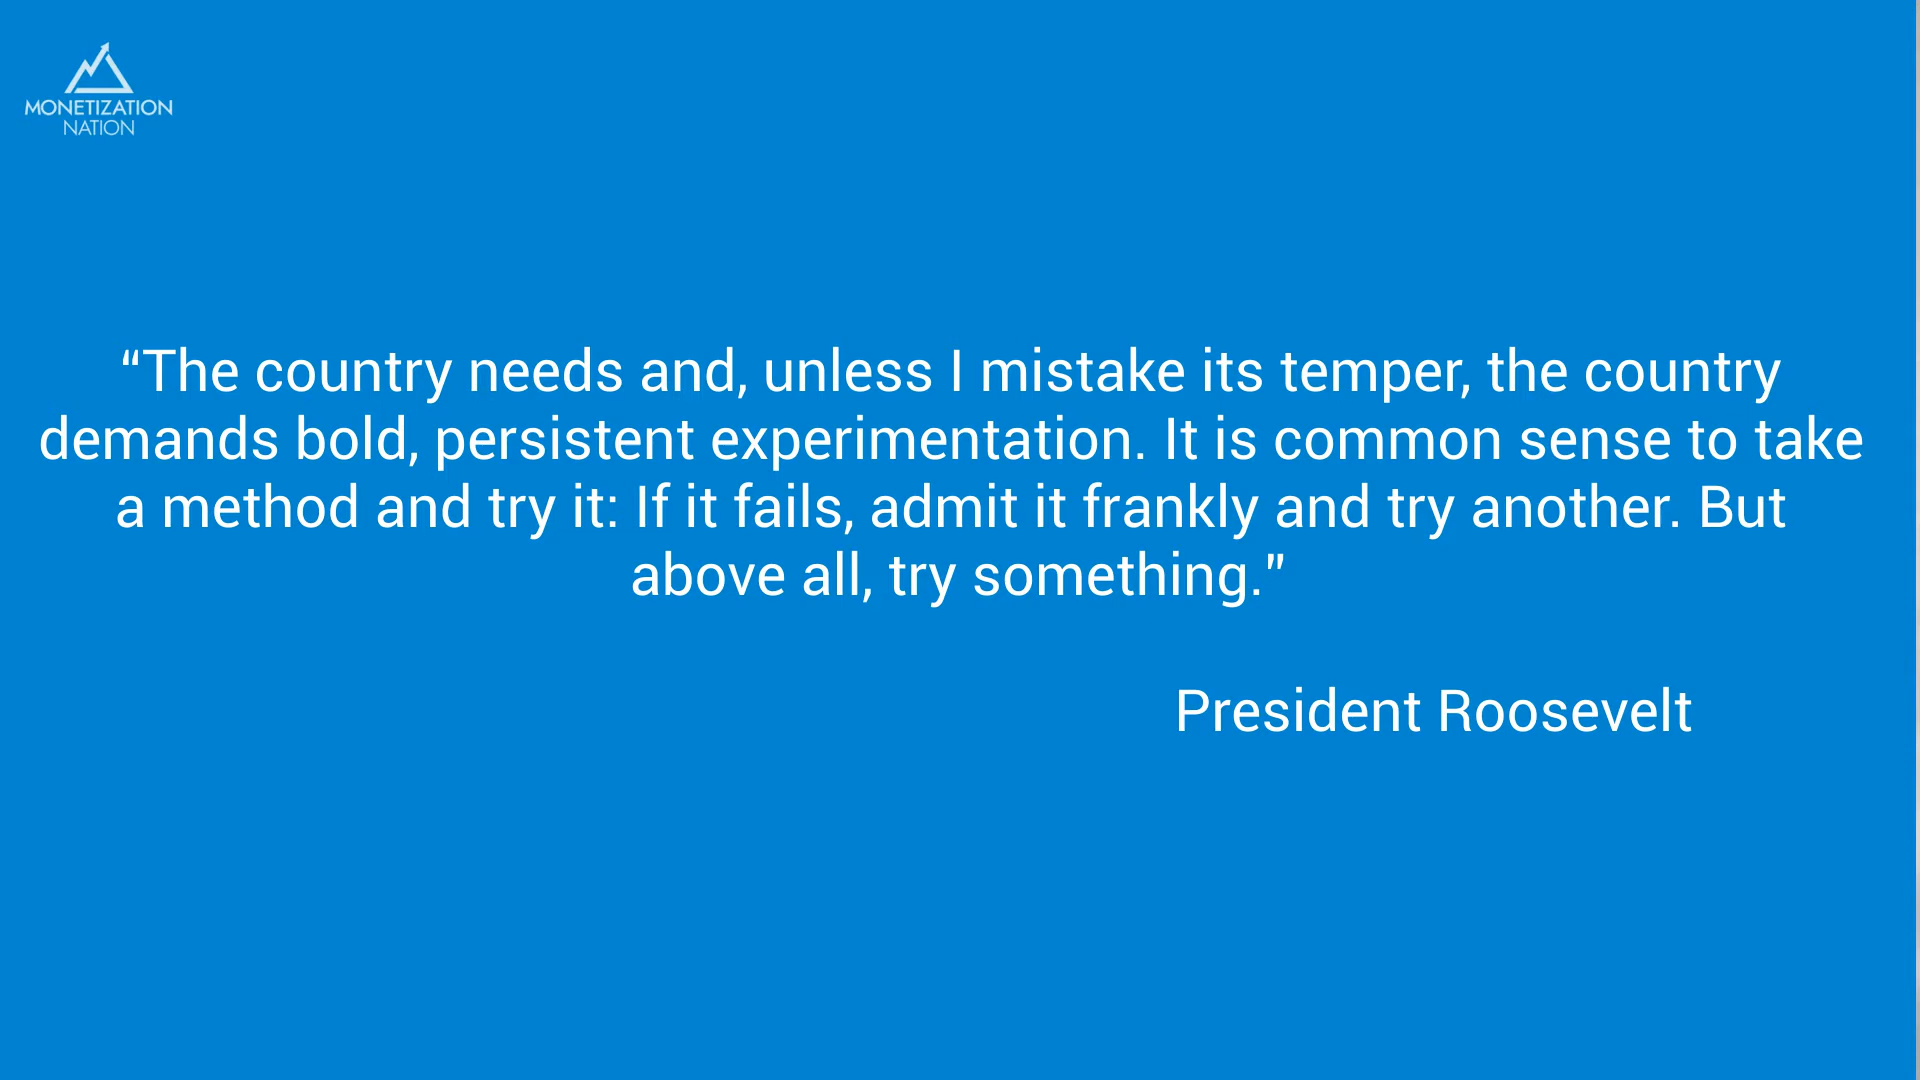 MONETIZATION
NATION
“The country needs and, unless I mistake its temper, the country
demands bold, persistent experimentation. It is common sense to take
a method and try it: If it fails, admit it frankly and try another. But
above all, try something.”
President Roosevelt